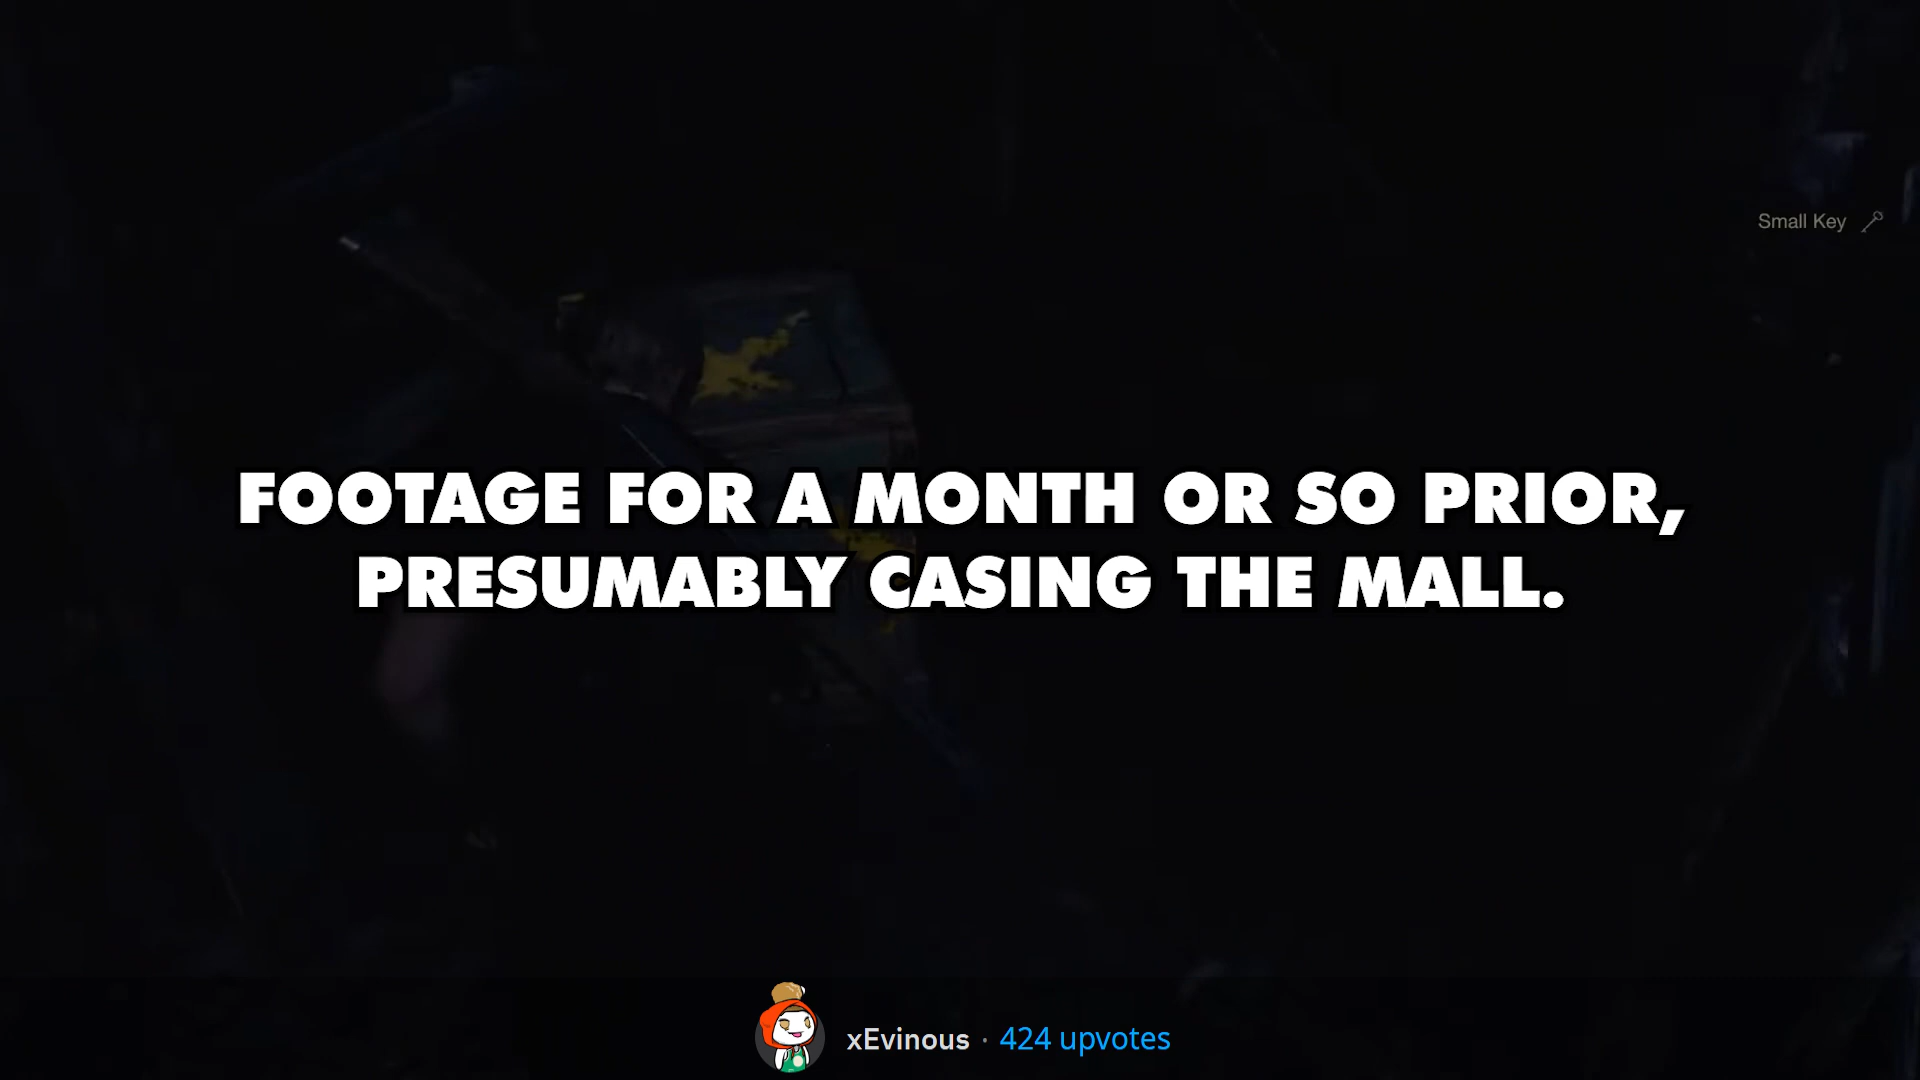 Small Key
FOOTAGE FOR A MONTH OR SO PRIOR,
PRESUMABLY CASING THE MALL.
xEvinous · 424 upvotes